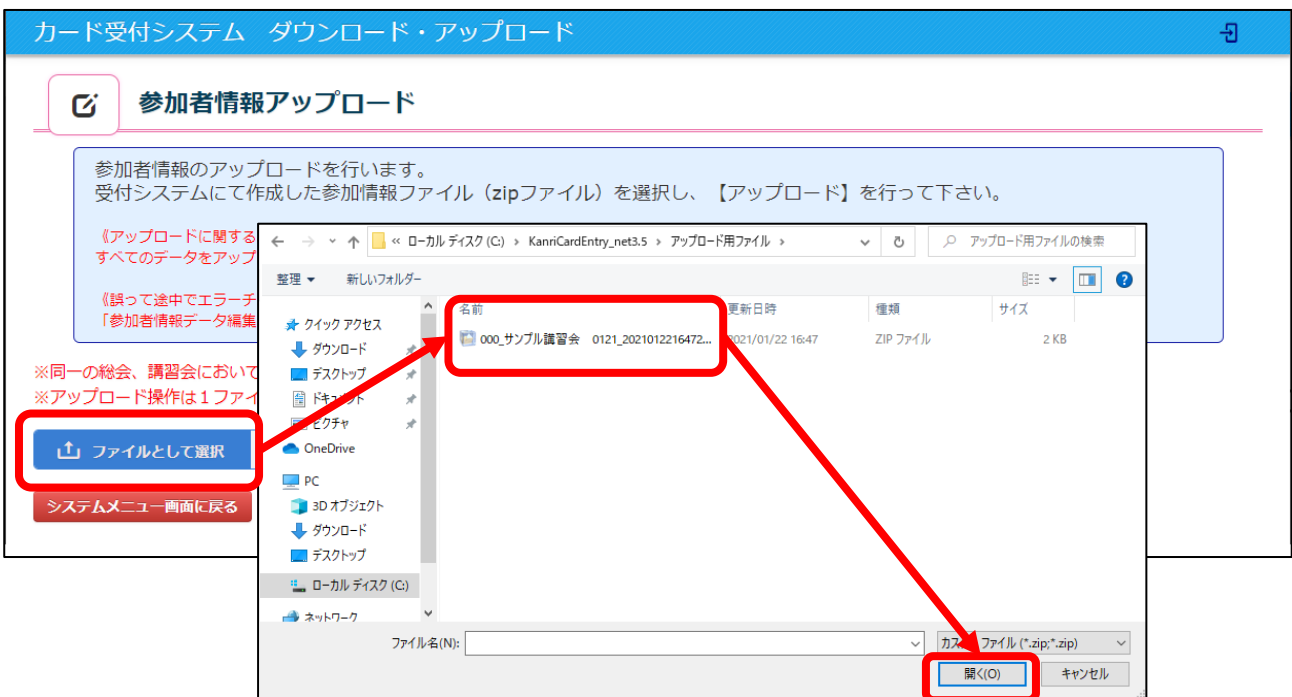 カード受付システム　ダウンロード・アップロード
参加者情報アップロード
参加者情報のアップロードを行います。
受付システムにて作成した参加情報ファイル（zipファイル）を選択し、【アップロード】を行って下さい。
《アップロードに関する
すべてのデータをアップ
《誤って途中でエラーチ
「参加者情報データ編集
※同一の総会、講習会において
※アップロード操作は１ファイ
ファイルとして選択
システムメニュー画面に戻る
« ローカル ディスク (C:) › KanriCardEntry_net3.5 › アップロード用ファイル ›
アップロード用ファイルの検索
整理 新しいフォルダー
名前 更新日時 種類 サイズ
000_サンプル講習会　0121_2021012216472... 2021/01/22 16:47 ZIP ファイル 2 KB
クイック アクセス
ダウンロード
デスクトップ
ドキュメント
ピクチャ
OneDrive
PC
3D オブジェクト
ダウンロード
デスクトップ
ローカル ディスク (C:)
ネットワーク
ファイル名(N):
ファイル (*.zip;*.zip)
開く(O) キャンセル